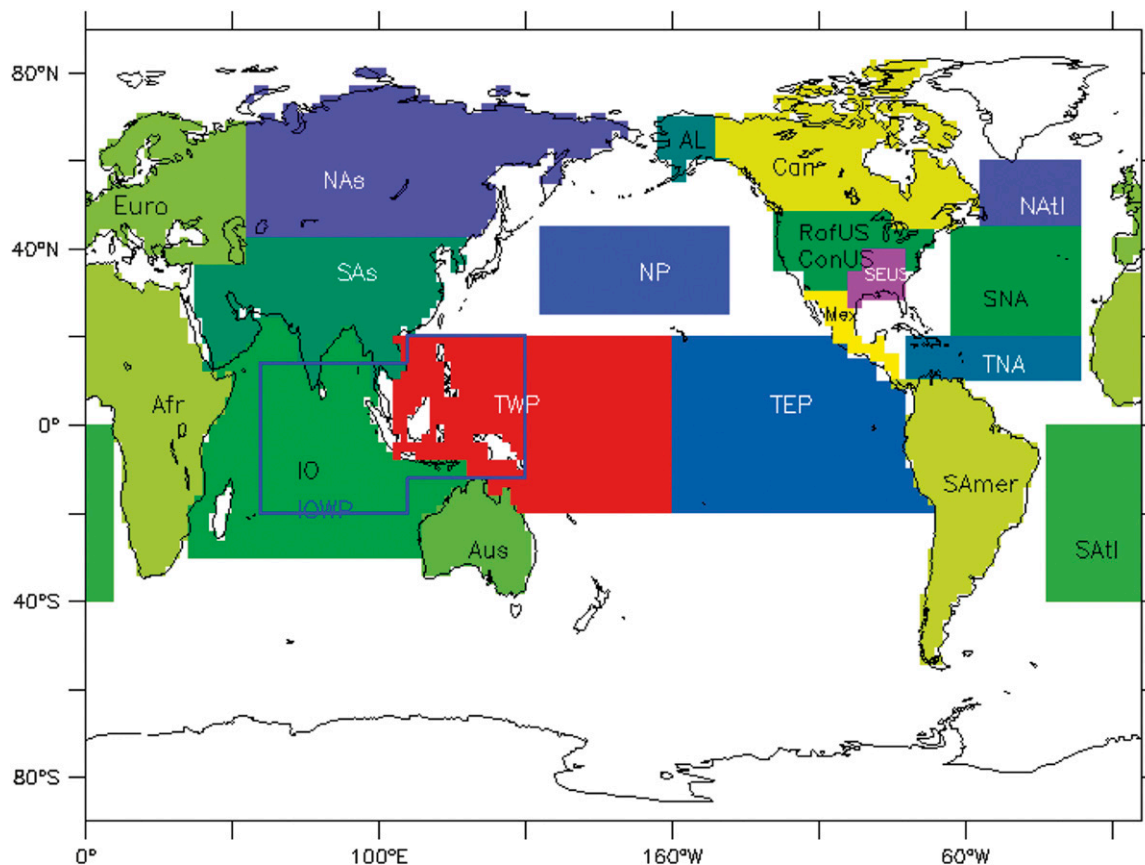 80°N
AL
Can
NAs
Euro
NAtl
RofUS
40°N
ConUS
SAs
NP
SEUS
SNA
Mex
TNA
Afr
TWP
TEP
0°
IO
SAmer
IOWP
Aus
SAtl
40°S
80°S
0°
100°E
160°W
60°W